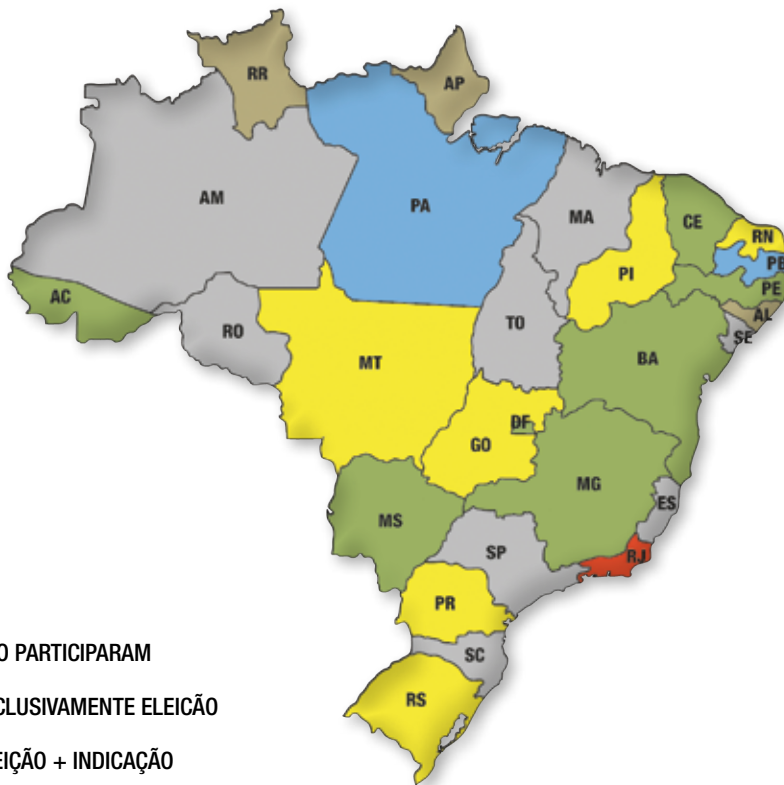 RR
AP
AM
PA
MA
CE
RN
PB
PE
PI
AL
SE
AC
RO
TO
BA
MT
DF
GO
MG
ES
MS
SP
RJ
PR
O PARTICIPARAM
SC
CLUSIVAMENTE ELEICÃO
RS
EIÇÃO + INDICAÇÃO